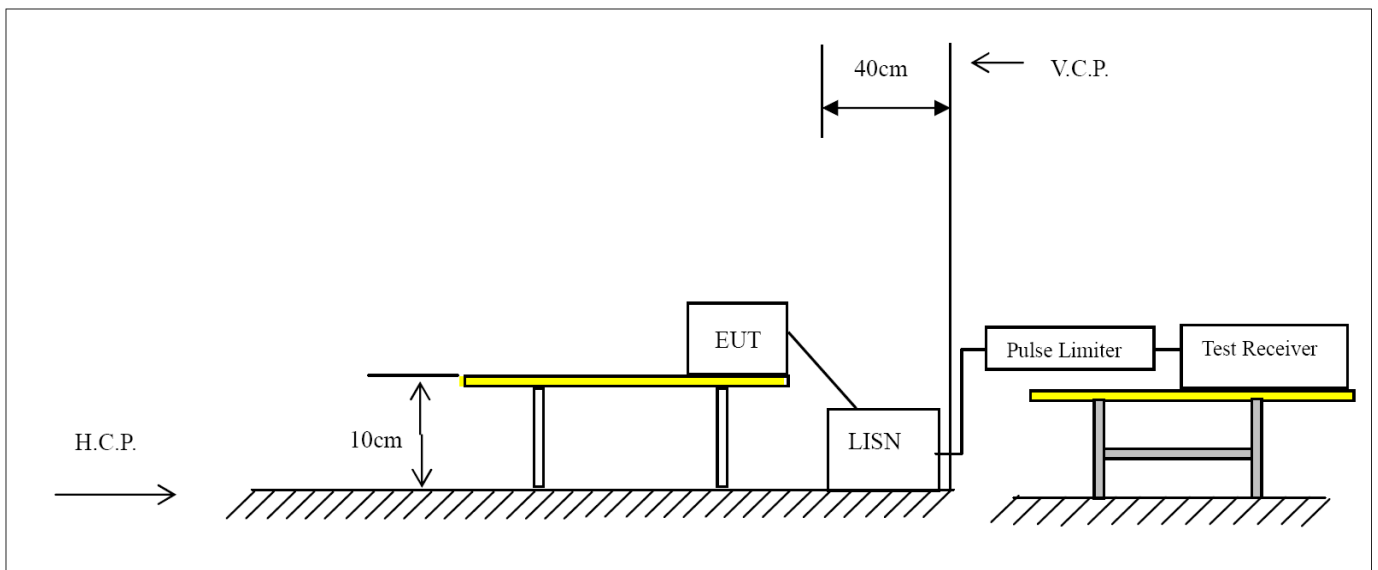 40cm
V.C.P.
EUT
Pulse Limiter
Test Receiver
10cm
LISN
H.C.P.